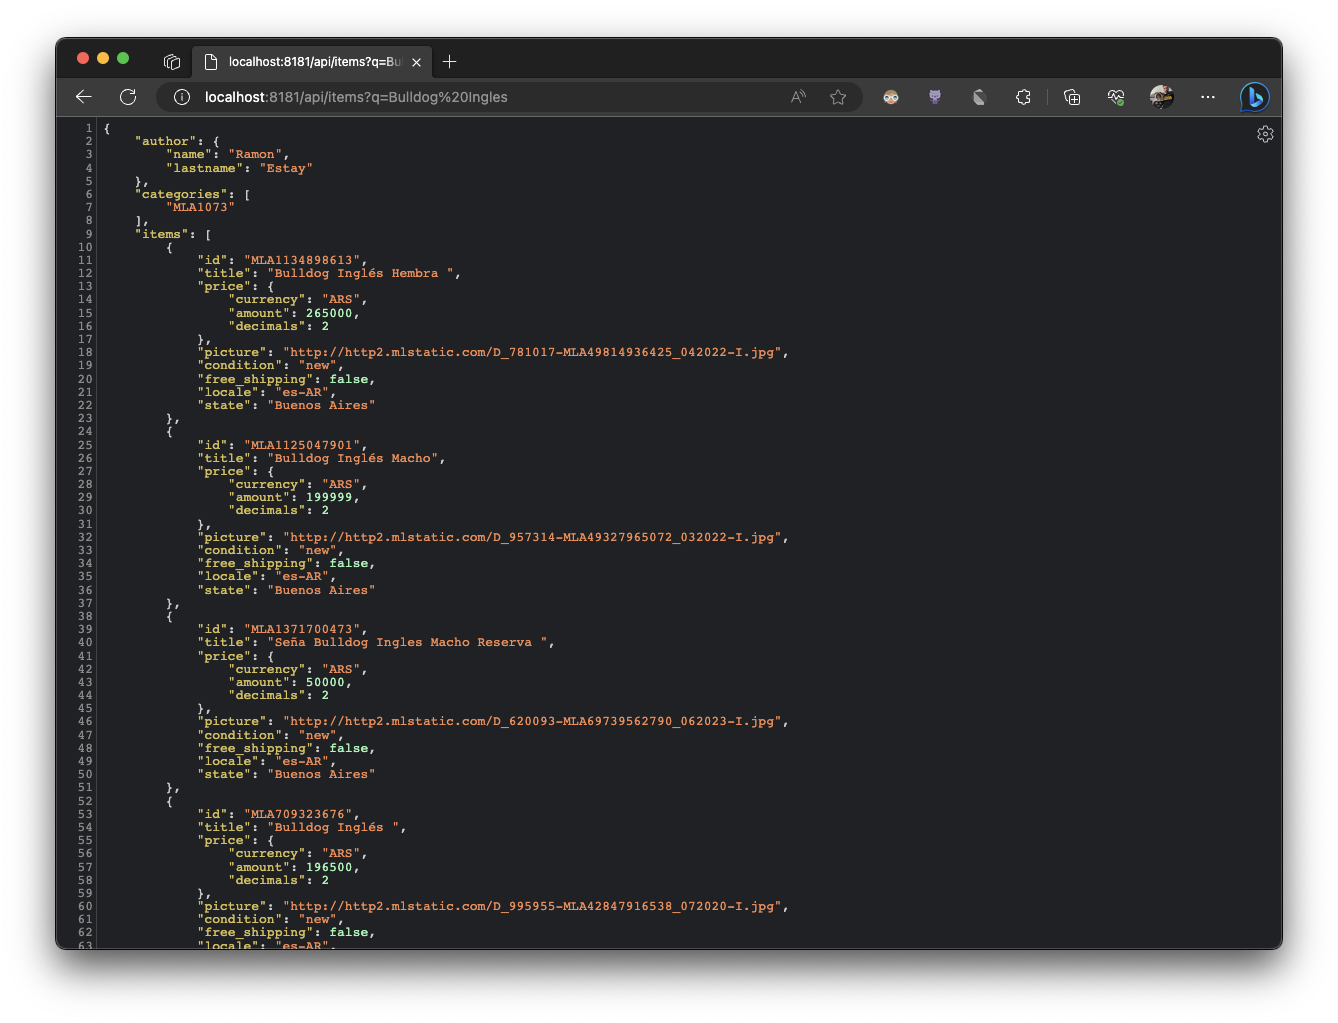 localhost:8181/api/items?q=Bu
localhost:8181/api/items?q=Bulldog%20Ingles
1 {
2 "author": {
3 "name": "Ramon",
4 "lastname": "Estay"
5 },
6 "categories": [
7 "MLA1073"
8 ],
9 "items": [
10 {
11 "id": "MLA1134898613",
12 "title": "Bulldog Inglés Hembra ",
13 "price": {
14 "currency": "ARS",
15 "amount": 265000,
16 "decimals": 2
17 },
18 "picture": "http://http2.mlstatic.com/D_781017-MLA49814936425_042022-I.jpg",
19 "condition": "new",
20 "free_shipping": false,
21 "locale": "es-AR",
22 "state": "Buenos Aires"
23 },
24 {
25 "id": "MLA1125047901",
26 "title": "Bulldog Inglés Macho",
27 "price": {
28 "currency": "ARS",
29 "amount": 199999,
30 "decimals": 2
31 },
32 "picture": "http://http2.mlstatic.com/D_957314-MLA49327965072_032022-I.jpg",
33 "condition": "new",
34 "free_shipping": false,
35 "locale": "es-AR",
36 "state": "Buenos Aires"
37 },
38 {
39 "id": "MLA1371700473",
40 "title": "Seña Bulldog Ingles Macho Reserva ",
41 "price": {
42 "currency": "ARS",
43 "amount": 50000,
44 "decimals": 2
45 },
46 "picture": "http://http2.mlstatic.com/D_620093-MLA69739562790_062023-I.jpg",
47 "condition": "new",
48 "free_shipping": false,
49 "locale": "es-AR",
50 "state": "Buenos Aires"
51 },
52 {
53 "id": "MLA709323676",
54 "title": "Bulldog Inglés ",
55 "price": {
56 "currency": "ARS",
57 "amount": 196500,
58 "decimals": 2
59 },
60 "picture": "http://http2.mlstatic.com/D_995955-MLA42847916538_072020-I.jpg",
61 "condition": "new",
62 "free_shipping": false,
63 "locale": "es-AR",